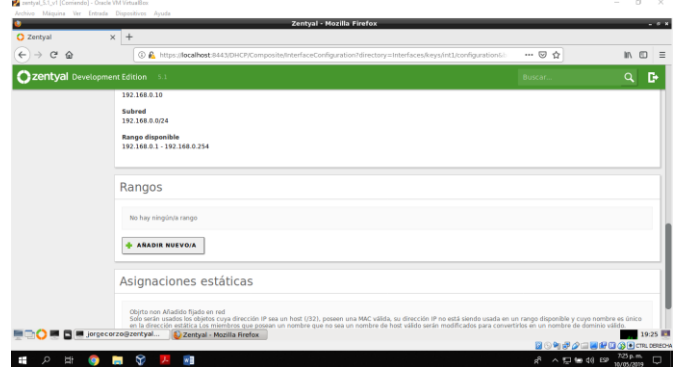 zentyal_5.1_v1 [Corriendo] - Oracle VM VirtualBox
Archivo Máquina Ver Entrada Dispositivos Ayuda
Zentyal - Mozilla Firefox
Zentyal
https://localhost:8443/DHCP/Composite/InterfaceConfiguration?directory=Interfaces/keys/int1/configuration/
zentyal Development Edition 5.1
Buscar...
192.168.0.10
Subred
192.168.0.0/24
Rango disponible
192.168.0.1 - 192.168.0.254
Rangos
No hay ningún/a rango
AÑADIR NUEVO/A
Asignaciones estáticas
Objrto non Añadido fijado en red
Solo serán usados los objetos cuya dirección IP sea un host (/32), poseen una MAC válida, su dirección IP no está siendo usada en un rango disponible y cuyo nombre es único
en la dirección estática Los miembros que posean un nombre que no sea un nombre de host válido serán modificados para convertirlos en un nombre de dominio válido.
jorgecorzo@zentyal...
Zentyal - Mozilla Firefox
19:25
CTRL DERECHA
ESP
7:25 p. m.
10/05/2019